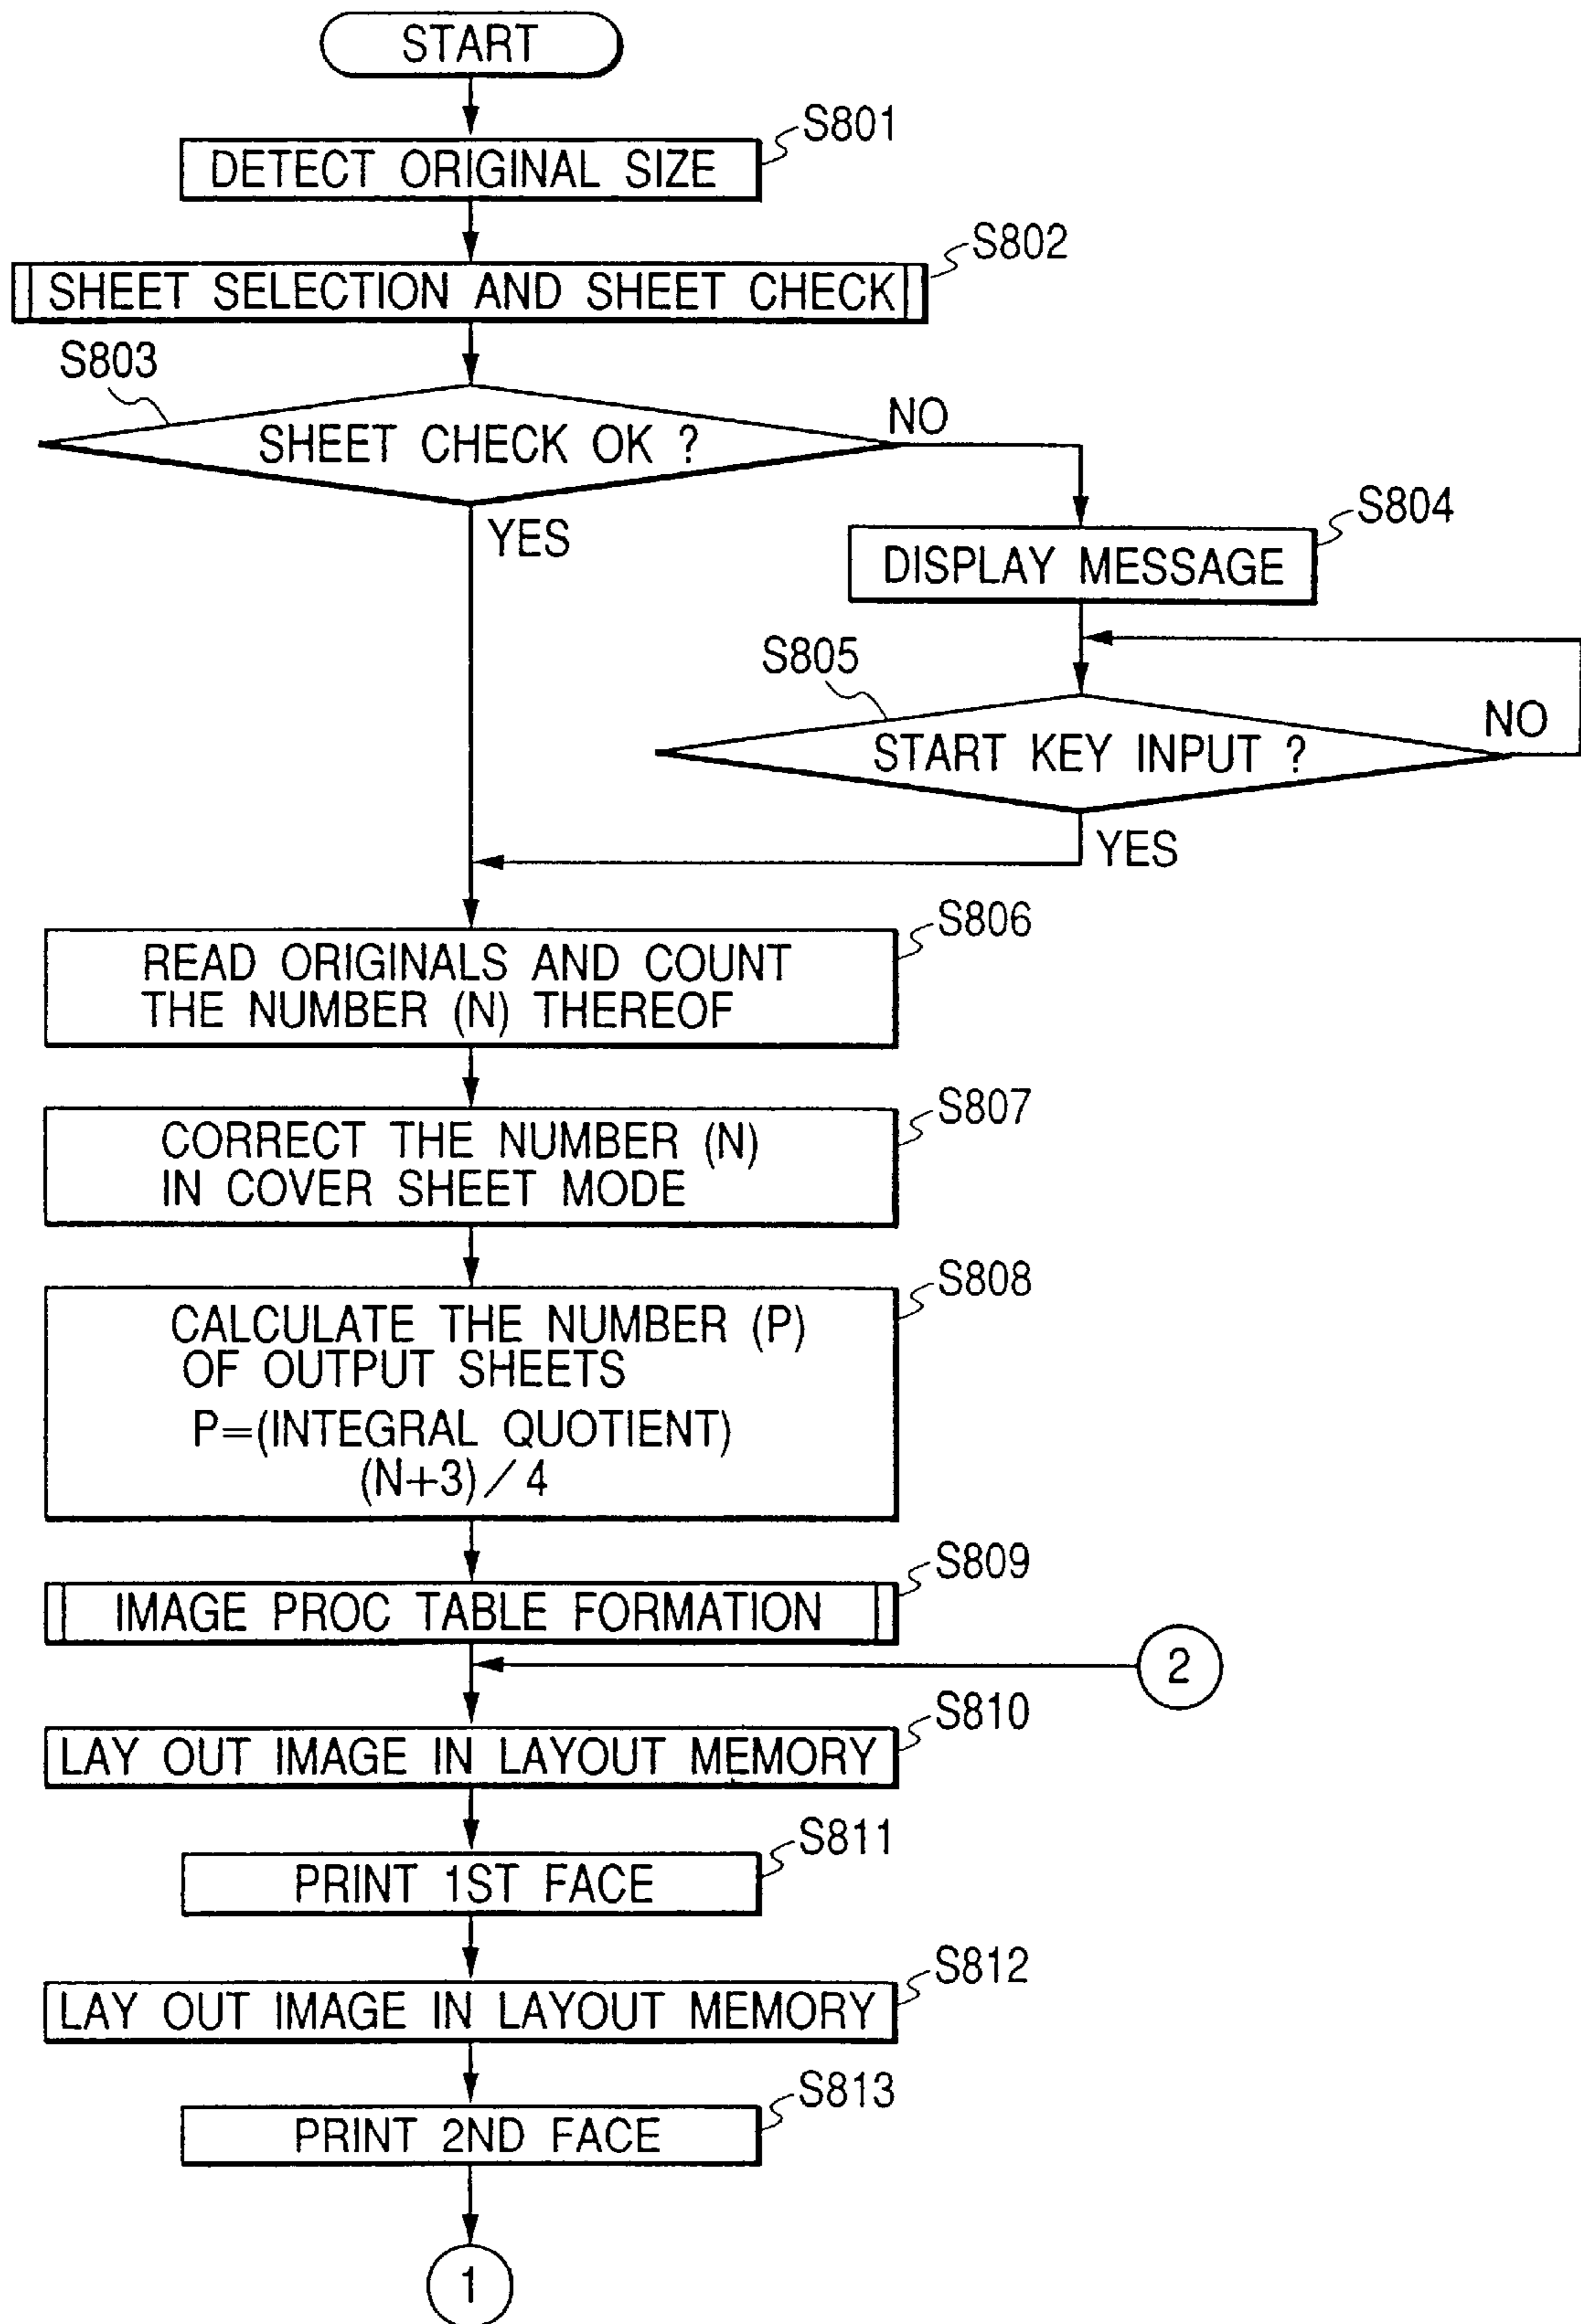 START
S801
DETECT ORIGINAL SIZE
S802
SHEET SELECTION AND SHEET CHECK
S803
SHEET CHECK OK ?
NO
YES
S804
DISPLAY MESSAGE
S805
START KEY INPUT ?
NO
YES
S806
READ ORIGINALS AND COUNT
THE NUMBER (N) THEREOF
S807
CORRECT THE NUMBER (N)
IN COVER SHEET MODE
S808
CALCULATE THE NUMBER (P)
OF OUTPUT SHEETS
P=(INTEGRAL QUOTIENT)
(N+3)/4
S809
IMAGE PROC TABLE FORMATION
2
S810
LAY OUT IMAGE IN LAYOUT MEMORY
S811
PRINT 1ST FACE
S812
LAY OUT IMAGE IN LAYOUT MEMORY
S813
PRINT 2ND FACE
1